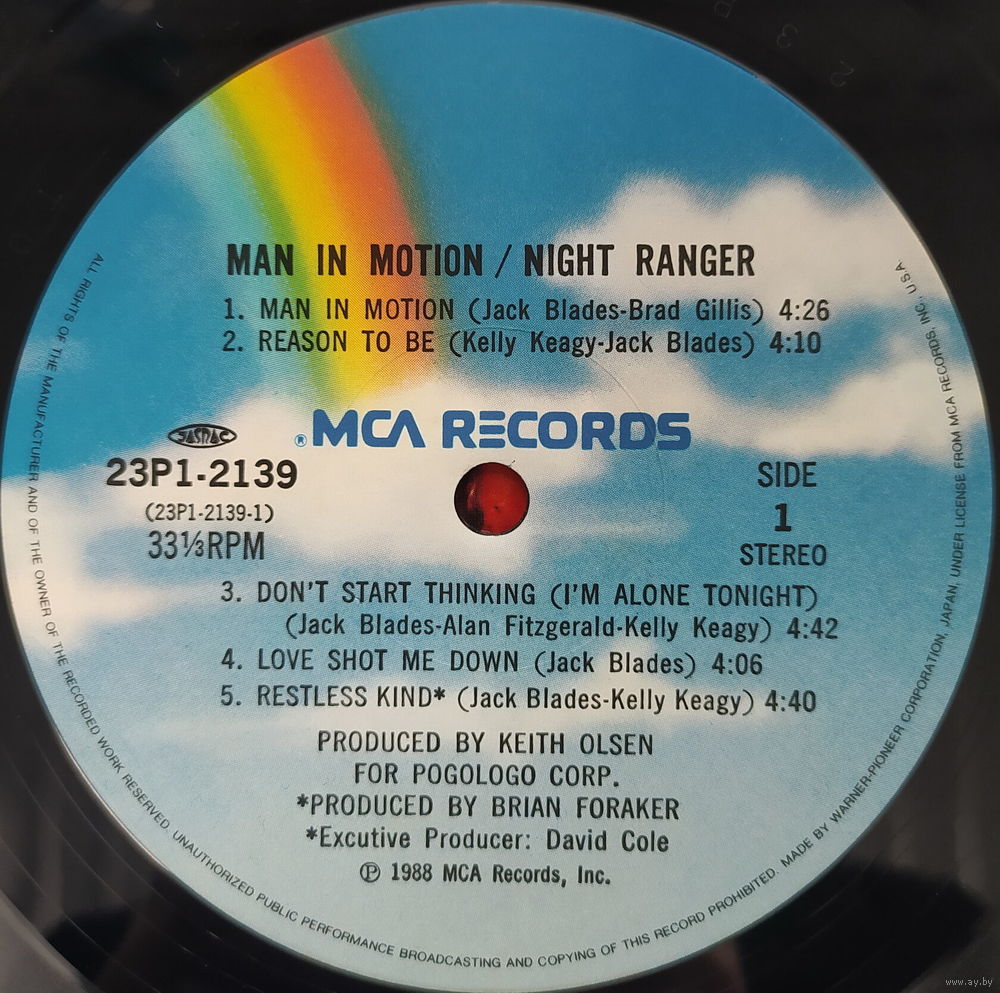 MAN IN MOTION / NIGHT RANGER
1. MAN IN MOTION (Jack Blades-Brad Gillis) 4:26
2. REASON TO BE (Kelly Keagy-Jack Blades) 4:10
®MCA RECORDS
JASRAC
23P1-2139
(23P1-2139-1)
33⅓RPM
SIDE
1
STEREO
3. DON'T START THINKING (I'M ALONE TONIGHT)
(Jack Blades-Alan Fitzgerald-Kelly Keagy) 4:42
4. LOVE SHOT ME DOWN (Jack Blades) 4:06
5. RESTLESS KIND* (Jack Blades-Kelly Keagy) 4:40
PRODUCED BY KEITH OLSEN
FOR POGOLOGO CORP.
*PRODUCED BY BRIAN FORAKER
*Excutive Producer: David Cole
℗ 1988 MCA Records, Inc.
ALL RIGHTS OF THE MANUFACTURER AND OF THE OWNER OF THE RECORDED WORK RESERVED. UNAUTHORIZED PUBLIC PERFORMANCE BROADCASTING AND COPYING OF THIS RECORD PROHIBITED. MADE BY WARNER-PIONEER CORPORATION, JAPAN, UNDER LICENSE FROM MCA RECORDS, INC., U.S.A.
www.ay.by